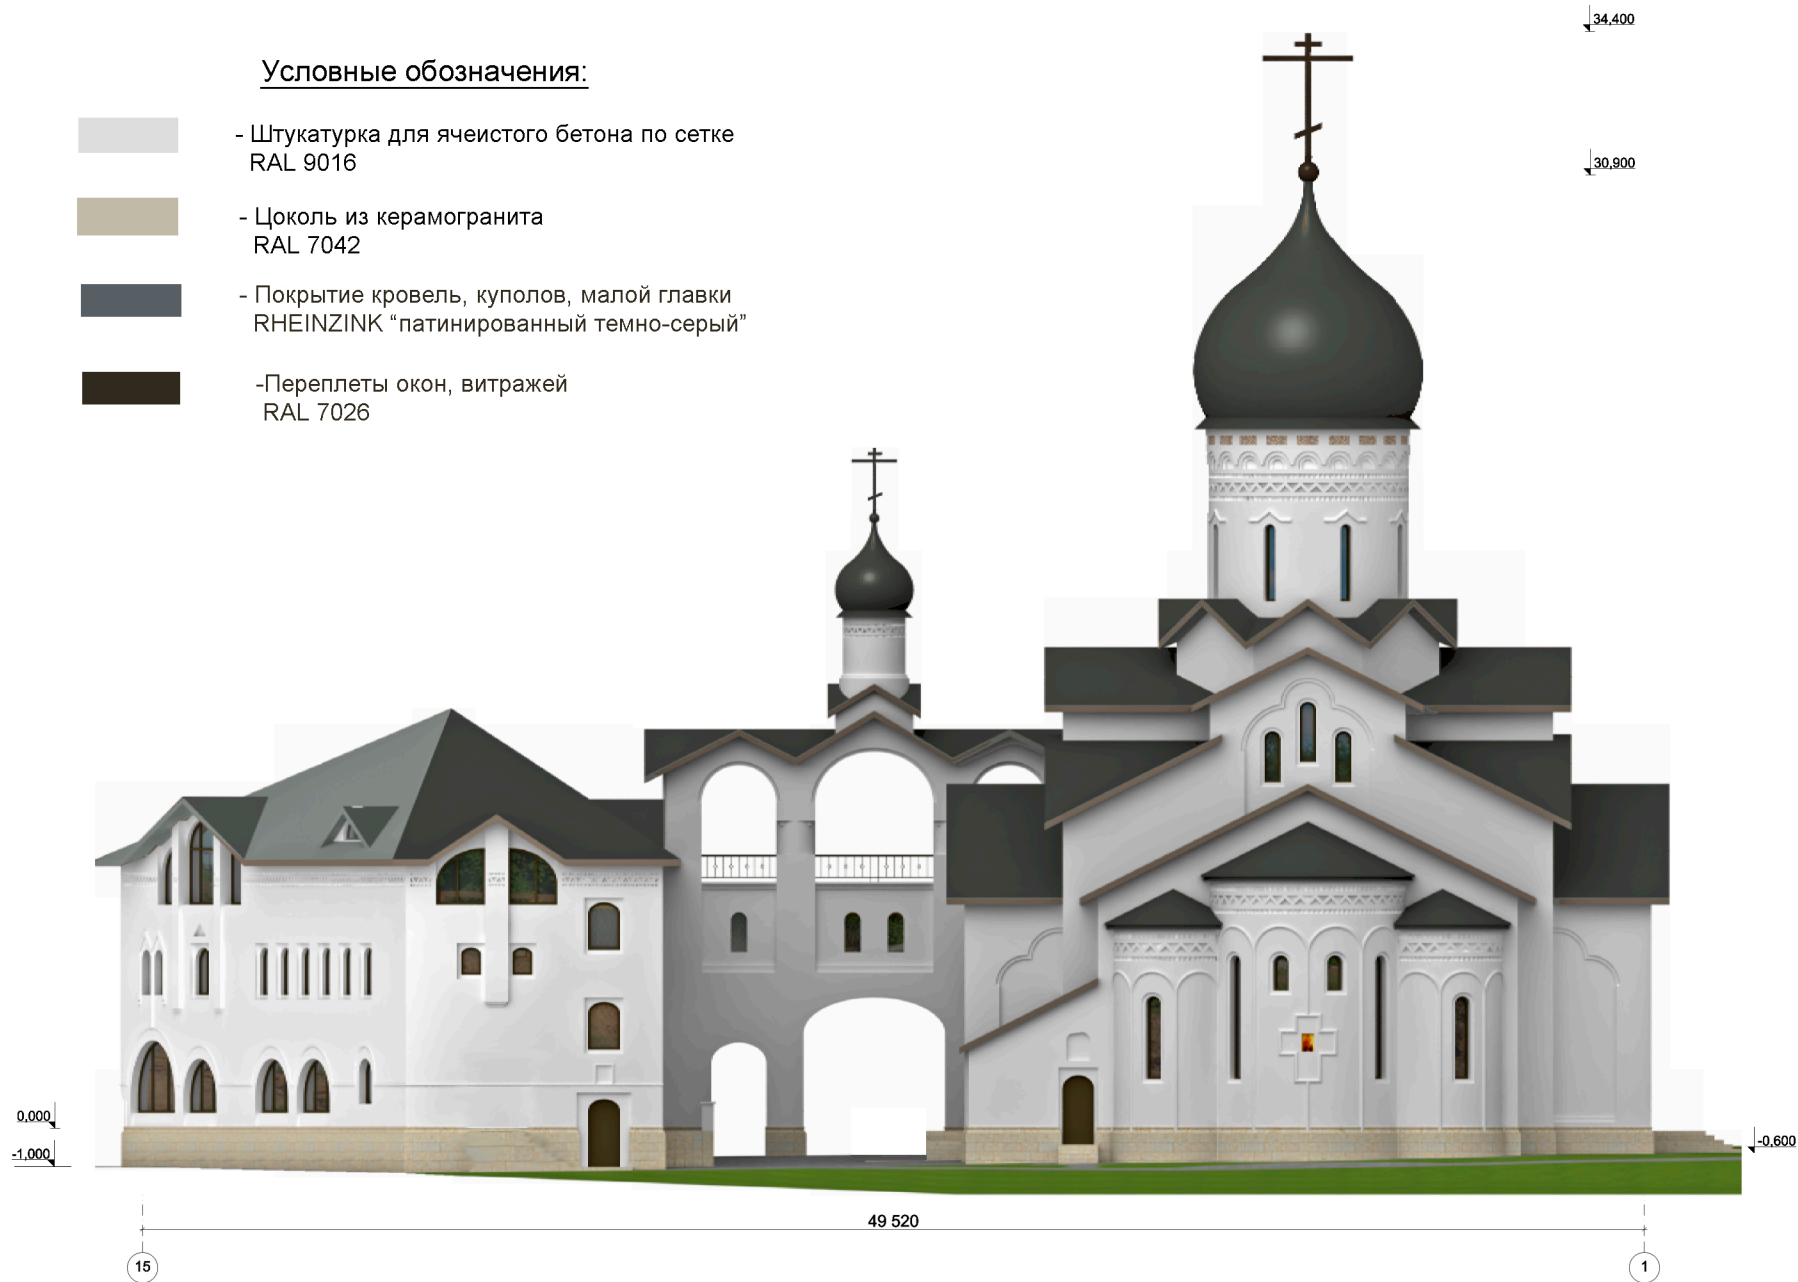 34,400
Условные обозначения:
- Штукатурка для ячеистого бетона по сетке
RAL 9016
30,900
- Цоколь из керамогранита
RAL 7042
- Покрытие кровель, куполов, малой главки
RHEINZINK “патинированный темно-серый”
-Переплеты окон, витражей
RAL 7026
0,000
-1,000
-0,600
49 520
15
1